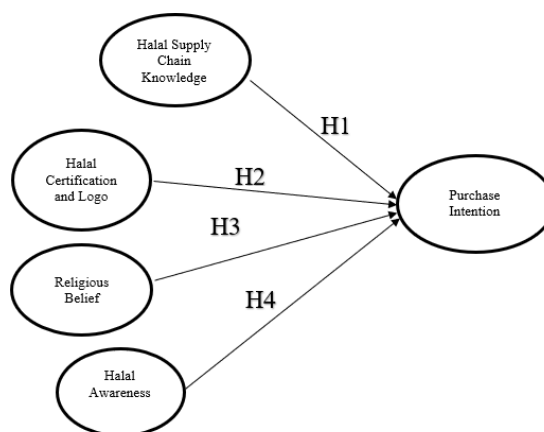 Halal Supply
Chain
Knowledge
H1
Halal
Certification
and Logo
H2
Purchase
Intention
H3
Religious
Belief
H4
Halal
Awareness